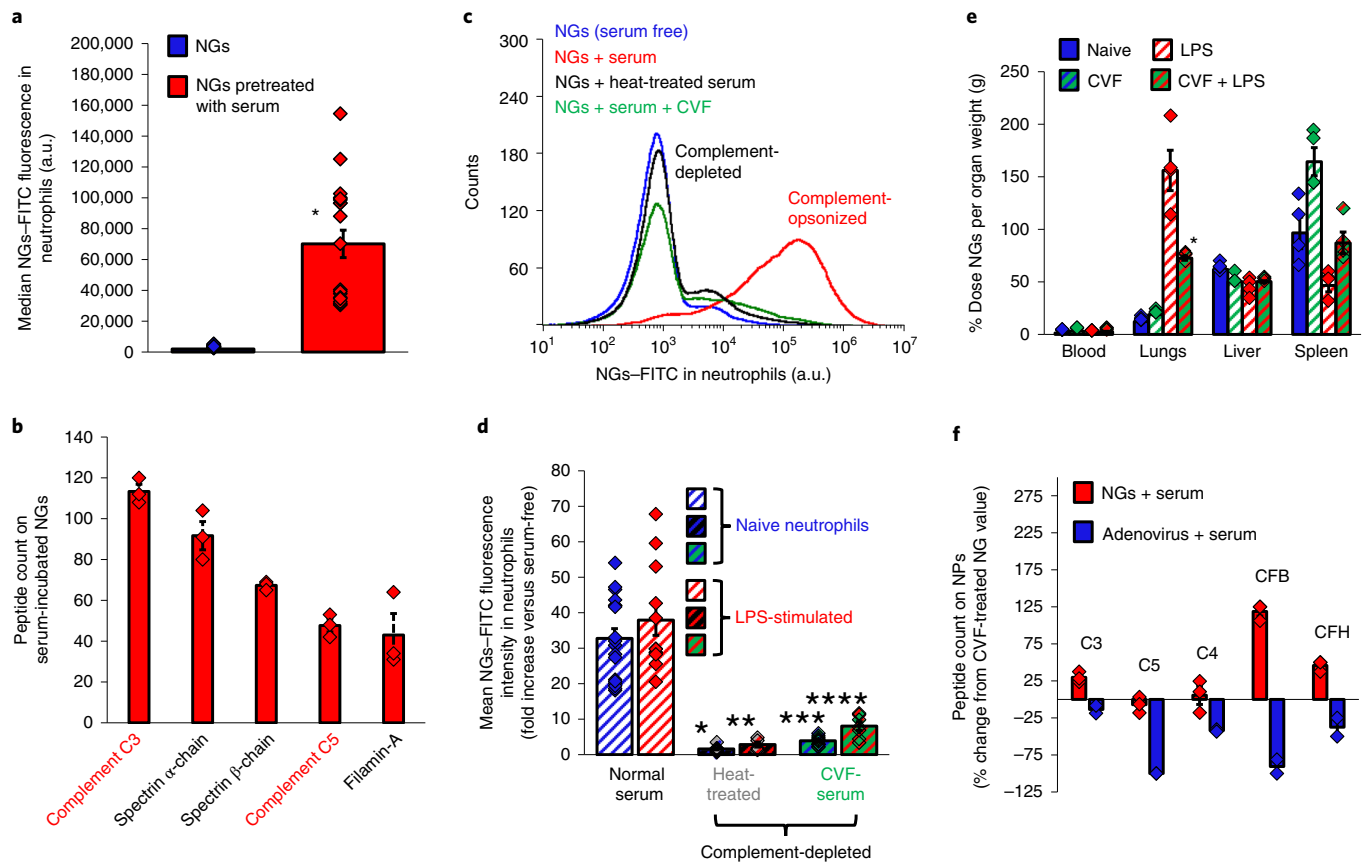 a
Median NGs–FITC fluorescence in
neutrophils (a.u.)
200,000
180,000
160,000
140,000
120,000
100,000
80,000
60,000
40,000
20,000
0
NGs
NGs pretreated
with serum
*
b
Peptide count on
serum-incubated NGs
140
120
100
80
60
40
20
0
Complement C3
Spectrin α-chain
Spectrin β-chain
Complement C5
Filamin-A
c
NGs (serum free)
NGs + serum
NGs + heat-treated serum
NGs + serum + CVF
Counts
300
240
180
120
60
Complement-
depleted
Complement-
opsonized
10¹ 10² 10³ 10⁴ 10⁵ 10⁶ 10⁷
NGs–FITC in neutrophils (a.u.)
d
Mean NGs–FITC fluorescence
intensity in neutrophils
(fold increase versus serum-free)
80
70
60
50
40
30
20
10
0
Naive neutrophils
LPS-stimulated
* ** *** ****
Normal
serum
Heat-
treated
CVF-
serum
Complement-depleted
e
Naive LPS
CVF CVF + LPS
% Dose NGs per organ weight (g)
250
200
150
100
50
0
*
Blood Lungs Liver Spleen
f
Peptide count on NPs
(% change from CVF-treated NG value)
275
225
175
125
75
25
−25
−75
−125
NGs + serum
Adenovirus + serum
C3
C5
C4
CFB
CFH